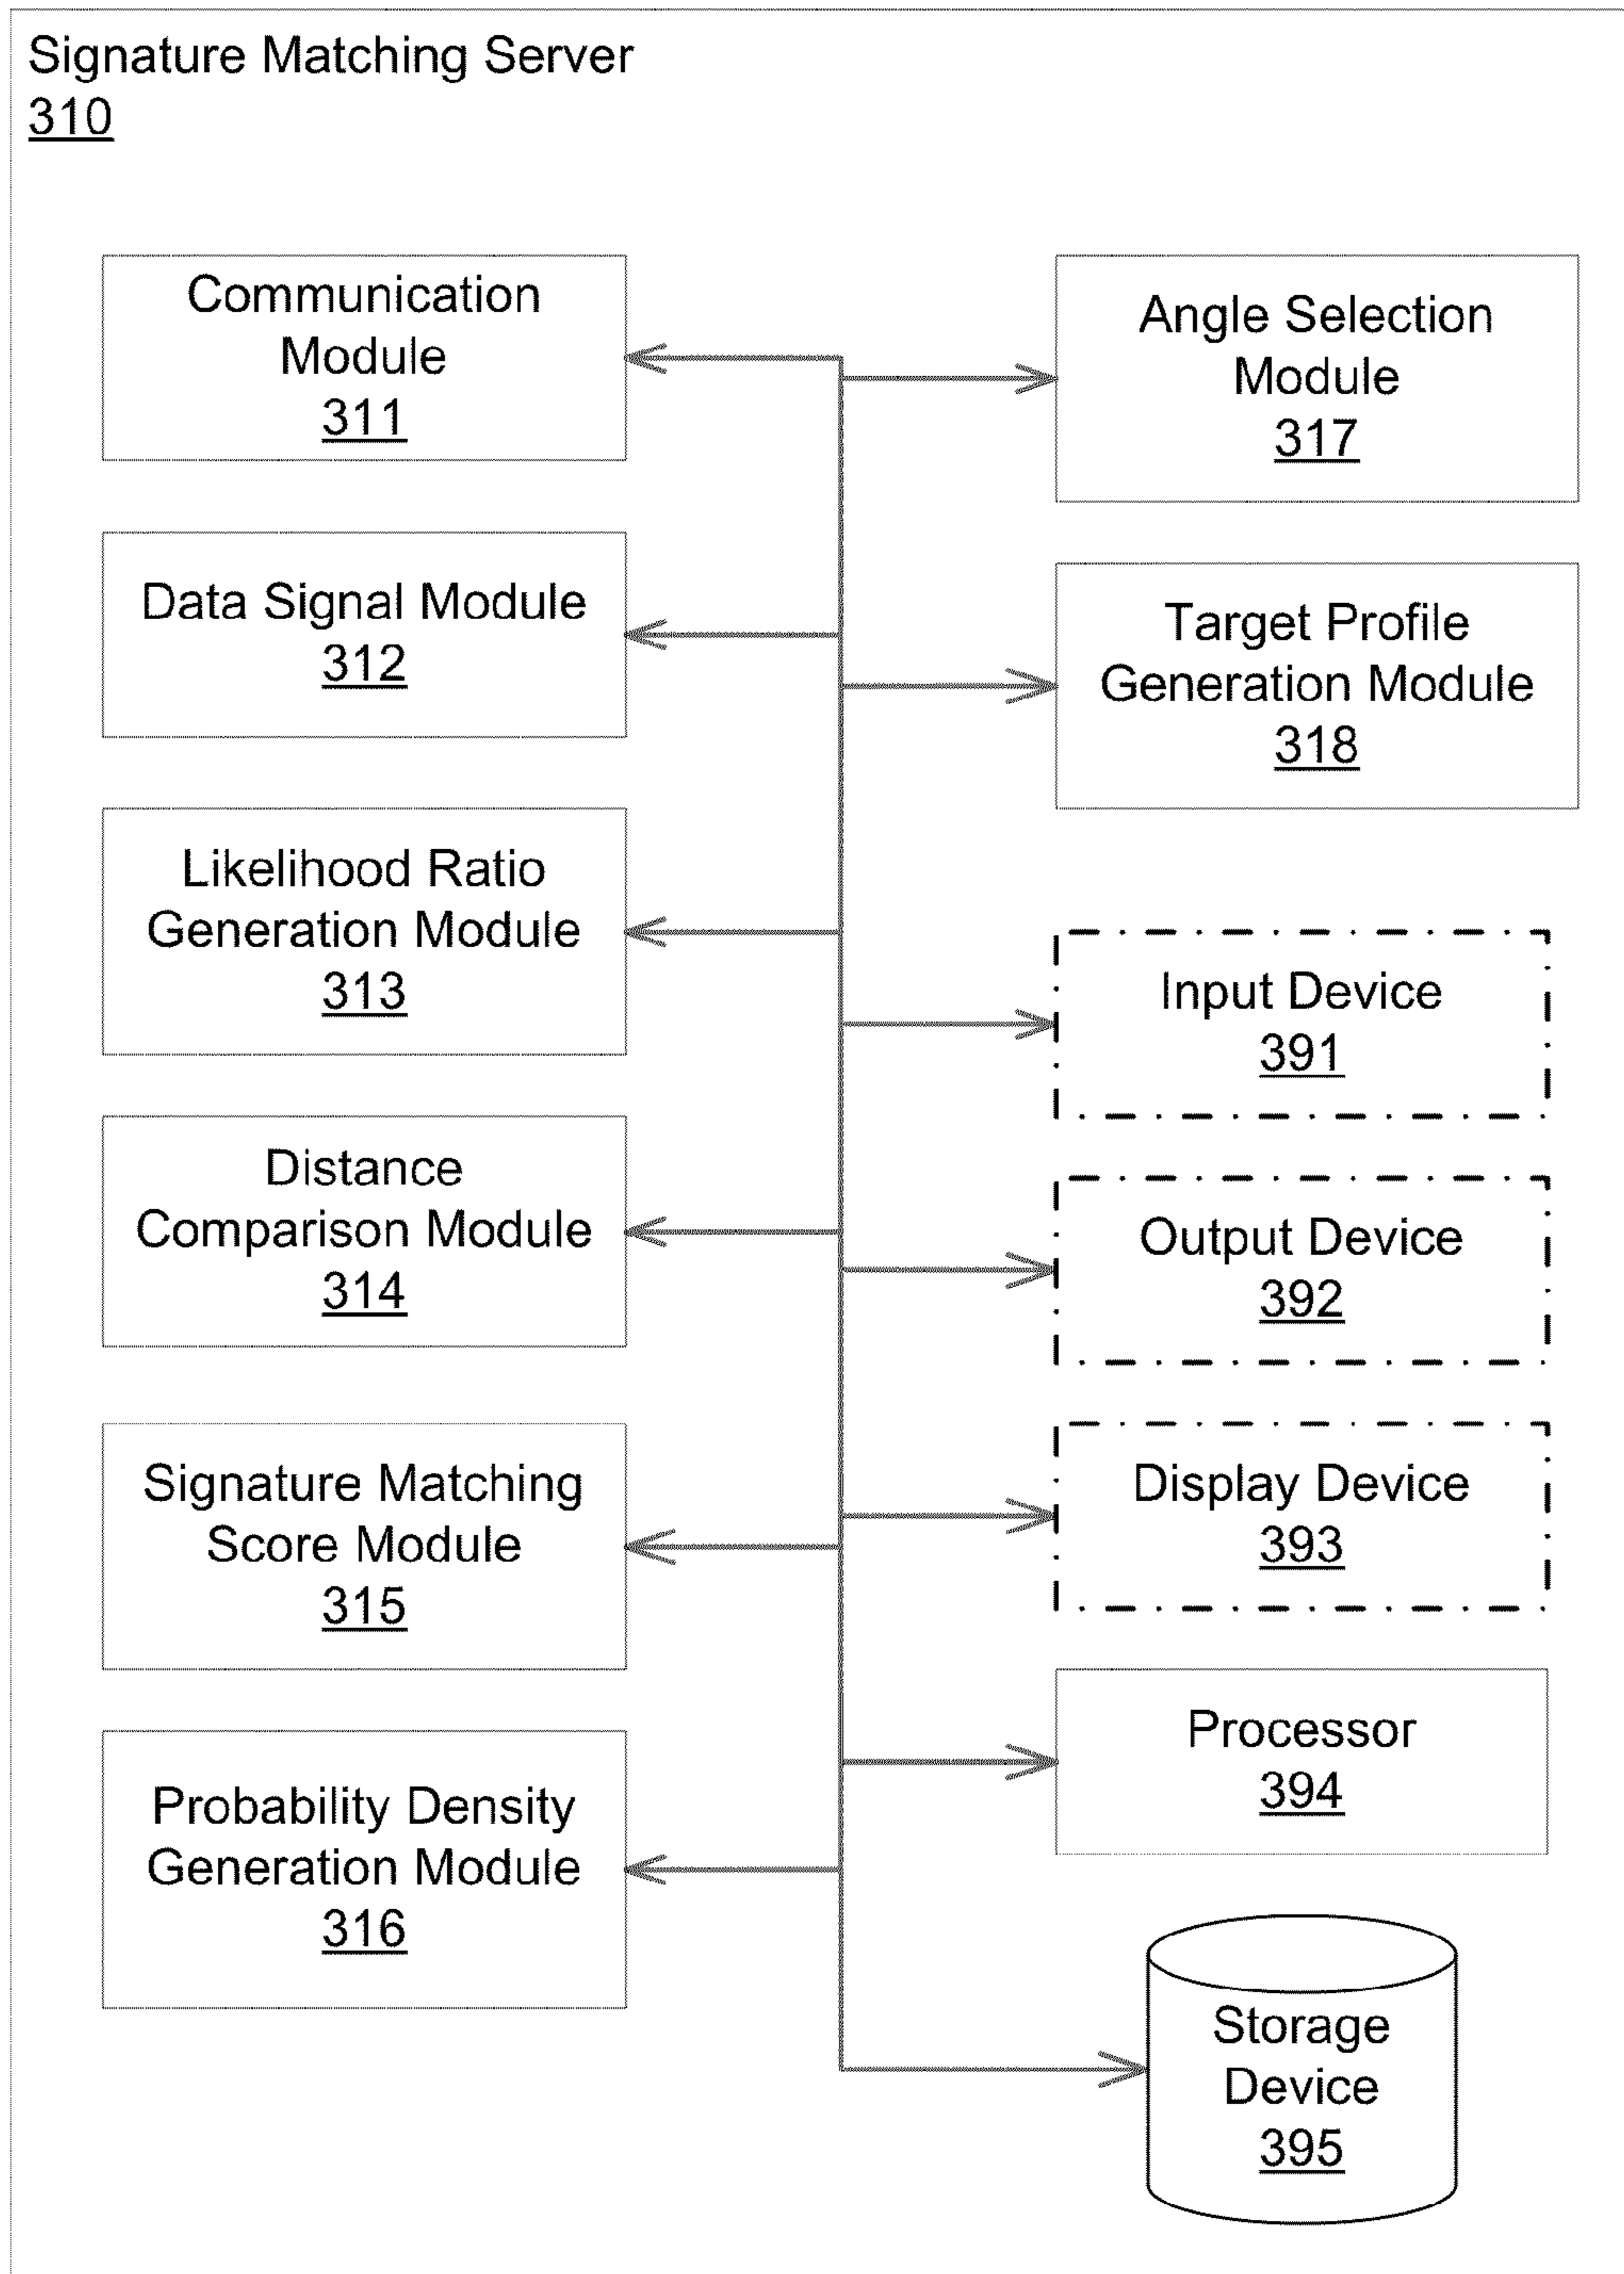 Signature Matching Server
310
Communication
Module
311
Data Signal Module
312
Likelihood Ratio
Generation Module
313
Distance
Comparison Module
314
Signature Matching
Score Module
315
Probability Density
Generation Module
316
Angle Selection
Module
317
Target Profile
Generation Module
318
Input Device
391
Output Device
392
Display Device
393
Processor
394
Storage
Device
395